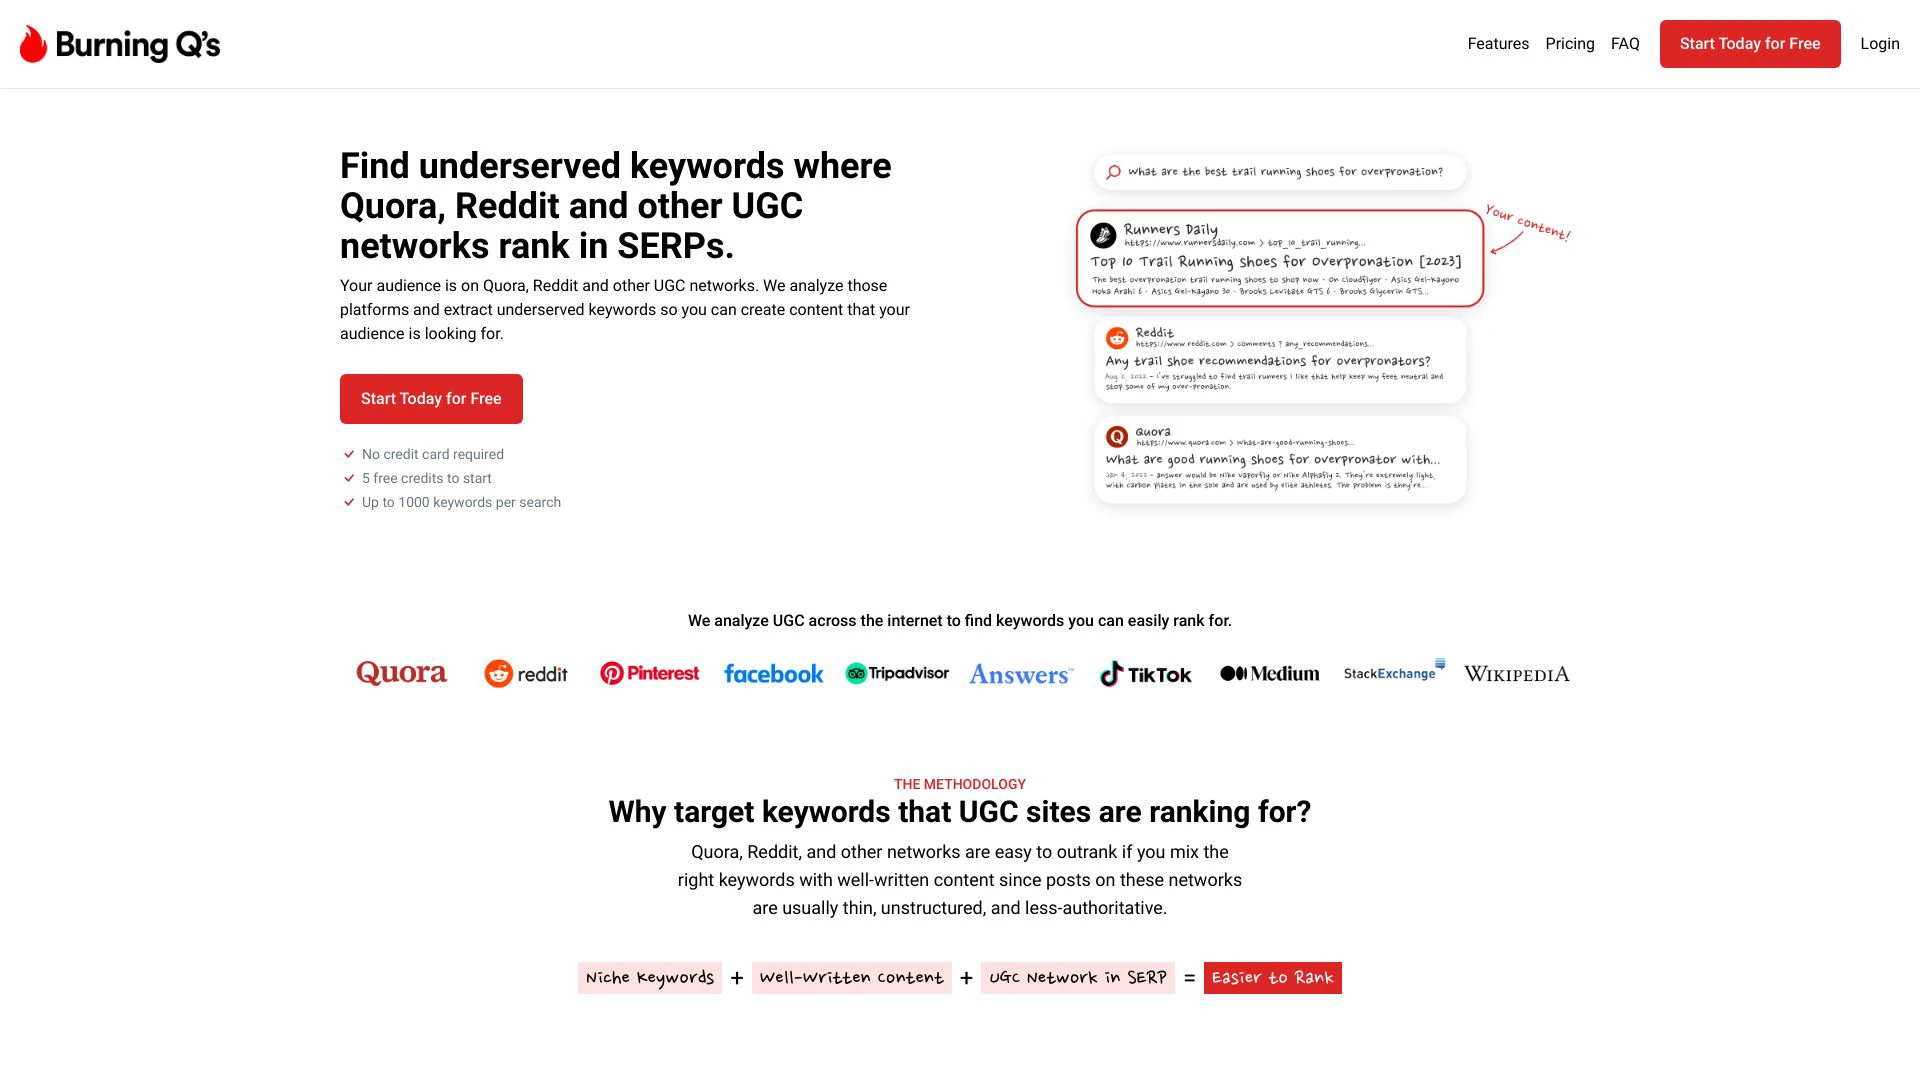 Burning Q's
Features
Pricing
FAQ
Start Today for Free
Login
Find underserved keywords where
Quora, Reddit and other UGC
networks rank in SERPs.
Your audience is on Quora, Reddit and other UGC networks. We analyze those
platforms and extract underserved keywords so you can create content that your
audience is looking for.
Start Today for Free
No credit card required
5 free credits to start
Up to 1000 keywords per search
What are the best trail running shoes for overpronation?
Your content!
Runners Daily
https://www.runnersdaily.com > top_10_trail_running...
Top 10 Trail Running Shoes for Overpronation [2023]
The best overpronation trail running shoes to shop now · On Cloudflyer · Asics Gel-Kayono
Hoka Arahi 6 · Asics Gel-Kayano 30 · Brooks Levitate GTS 6 · Brooks Glycerin GTS...
Reddit
https://www.reddit.com > comments ? any_recommendations...
Any trail shoe recommendations for overpronators?
Aug 2, 2022 - I've struggled to find trail runners I like that help keep my feet neutral and
stop some of my over-pronation.
Quora
https://www.quora.com > What-are-good-running-shoes...
What are good running shoes for overpronator with...
Jan 4, 2022 - answer would be Nike Vaporfly or Nike Alphafly 2. They're extremely light,
with carbon plates in the sole and are used by elite athletes. The problem is they're...
We analyze UGC across the internet to find keywords you can easily rank for.
Quora
reddit
Pinterest
facebook
Tripadvisor
Answers™
TikTok
Medium
StackExchange
WIKIPEDIA
THE METHODOLOGY
Why target keywords that UGC sites are ranking for?
Quora, Reddit, and other networks are easy to outrank if you mix the
right keywords with well-written content since posts on these networks
are usually thin, unstructured, and less-authoritative.
Niche Keywords + Well-Written Content + UGC Network in SERP = Easier to Rank